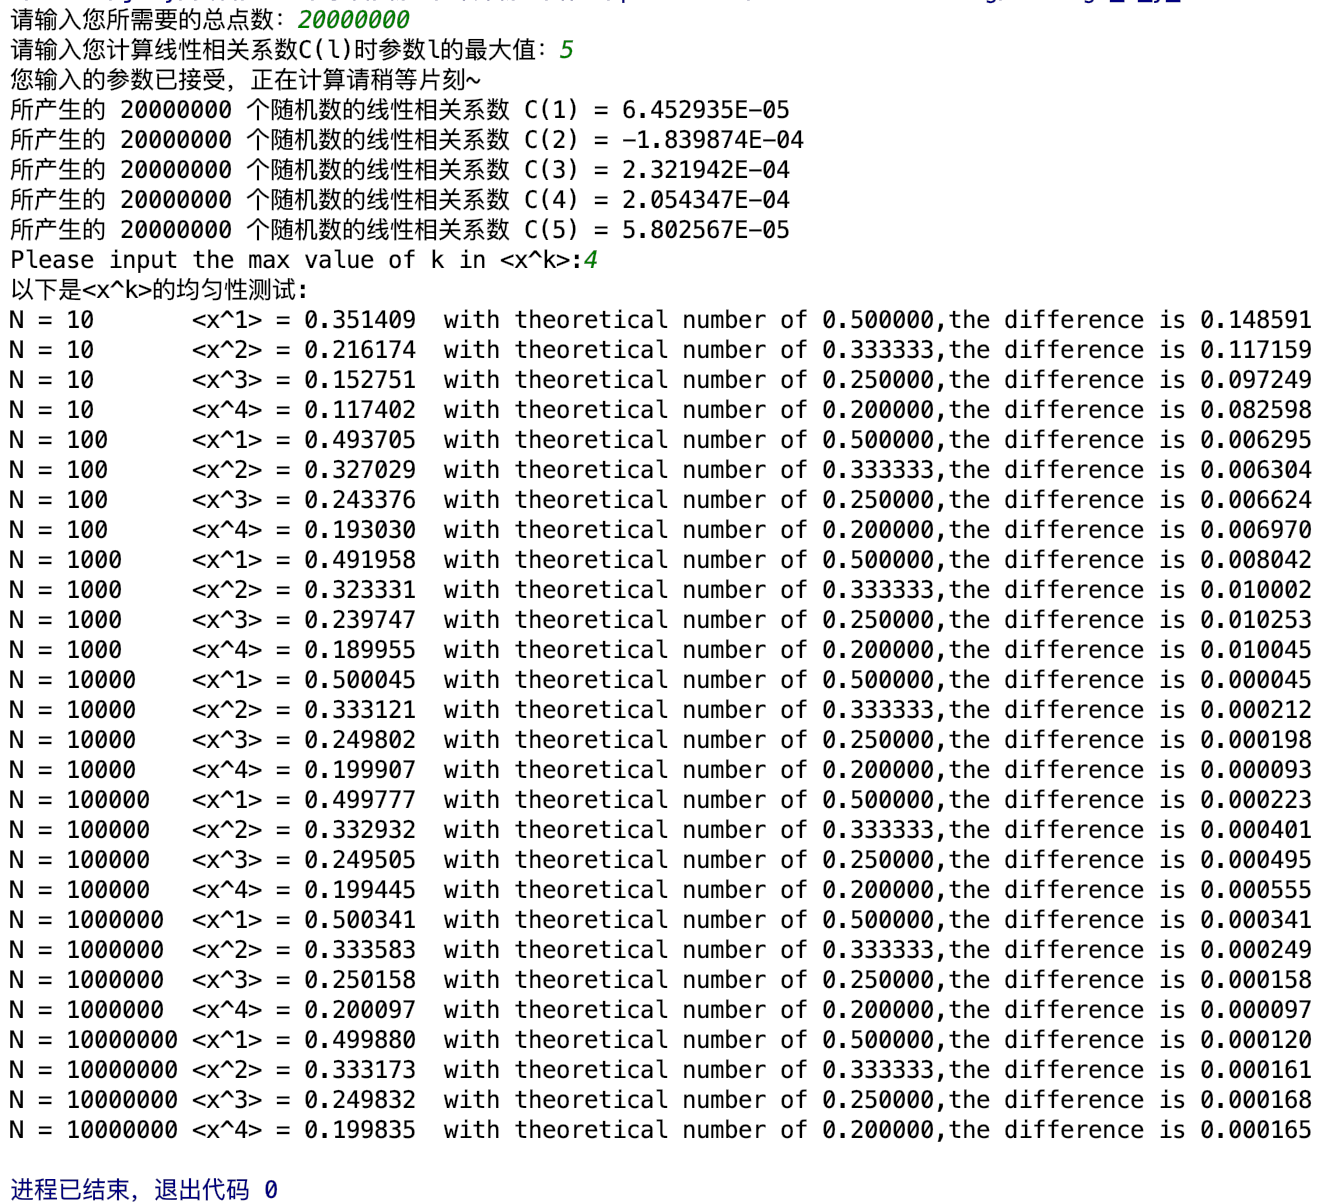 请输入您所需要的总点数：20000000
请输入您计算线性相关系数C(l)时参数l的最大值：5
您输入的参数已接受，正在计算请稍等片刻~
所产生的 20000000 个随机数的线性相关系数 C(1) = 6.452935E-05
所产生的 20000000 个随机数的线性相关系数 C(2) = -1.839874E-04
所产生的 20000000 个随机数的线性相关系数 C(3) = 2.321942E-04
所产生的 20000000 个随机数的线性相关系数 C(4) = 2.054347E-04
所产生的 20000000 个随机数的线性相关系数 C(5) = 5.802567E-05
Please input the max value of k in <x^k>:4
以下是<x^k>的均匀性测试:
N = 10       <x^1> = 0.351409  with theoretical number of 0.500000,the difference is 0.148591
N = 10       <x^2> = 0.216174  with theoretical number of 0.333333,the difference is 0.117159
N = 10       <x^3> = 0.152751  with theoretical number of 0.250000,the difference is 0.097249
N = 10       <x^4> = 0.117402  with theoretical number of 0.200000,the difference is 0.082598
N = 100      <x^1> = 0.493705  with theoretical number of 0.500000,the difference is 0.006295
N = 100      <x^2> = 0.327029  with theoretical number of 0.333333,the difference is 0.006304
N = 100      <x^3> = 0.243376  with theoretical number of 0.250000,the difference is 0.006624
N = 100      <x^4> = 0.193030  with theoretical number of 0.200000,the difference is 0.006970
N = 1000     <x^1> = 0.491958  with theoretical number of 0.500000,the difference is 0.008042
N = 1000     <x^2> = 0.323331  with theoretical number of 0.333333,the difference is 0.010002
N = 1000     <x^3> = 0.239747  with theoretical number of 0.250000,the difference is 0.010253
N = 1000     <x^4> = 0.189955  with theoretical number of 0.200000,the difference is 0.010045
N = 10000    <x^1> = 0.500045  with theoretical number of 0.500000,the difference is 0.000045
N = 10000    <x^2> = 0.333121  with theoretical number of 0.333333,the difference is 0.000212
N = 10000    <x^3> = 0.249802  with theoretical number of 0.250000,the difference is 0.000198
N = 10000    <x^4> = 0.199907  with theoretical number of 0.200000,the difference is 0.000093
N = 100000   <x^1> = 0.499777  with theoretical number of 0.500000,the difference is 0.000223
N = 100000   <x^2> = 0.332932  with theoretical number of 0.333333,the difference is 0.000401
N = 100000   <x^3> = 0.249505  with theoretical number of 0.250000,the difference is 0.000495
N = 100000   <x^4> = 0.199445  with theoretical number of 0.200000,the difference is 0.000555
N = 1000000  <x^1> = 0.500341  with theoretical number of 0.500000,the difference is 0.000341
N = 1000000  <x^2> = 0.333583  with theoretical number of 0.333333,the difference is 0.000249
N = 1000000  <x^3> = 0.250158  with theoretical number of 0.250000,the difference is 0.000158
N = 1000000  <x^4> = 0.200097  with theoretical number of 0.200000,the difference is 0.000097
N = 10000000 <x^1> = 0.499880  with theoretical number of 0.500000,the difference is 0.000120
N = 10000000 <x^2> = 0.333173  with theoretical number of 0.333333,the difference is 0.000161
N = 10000000 <x^3> = 0.249832  with theoretical number of 0.250000,the difference is 0.000168
N = 10000000 <x^4> = 0.199835  with theoretical number of 0.200000,the difference is 0.000165
进程已结束，退出代码 0